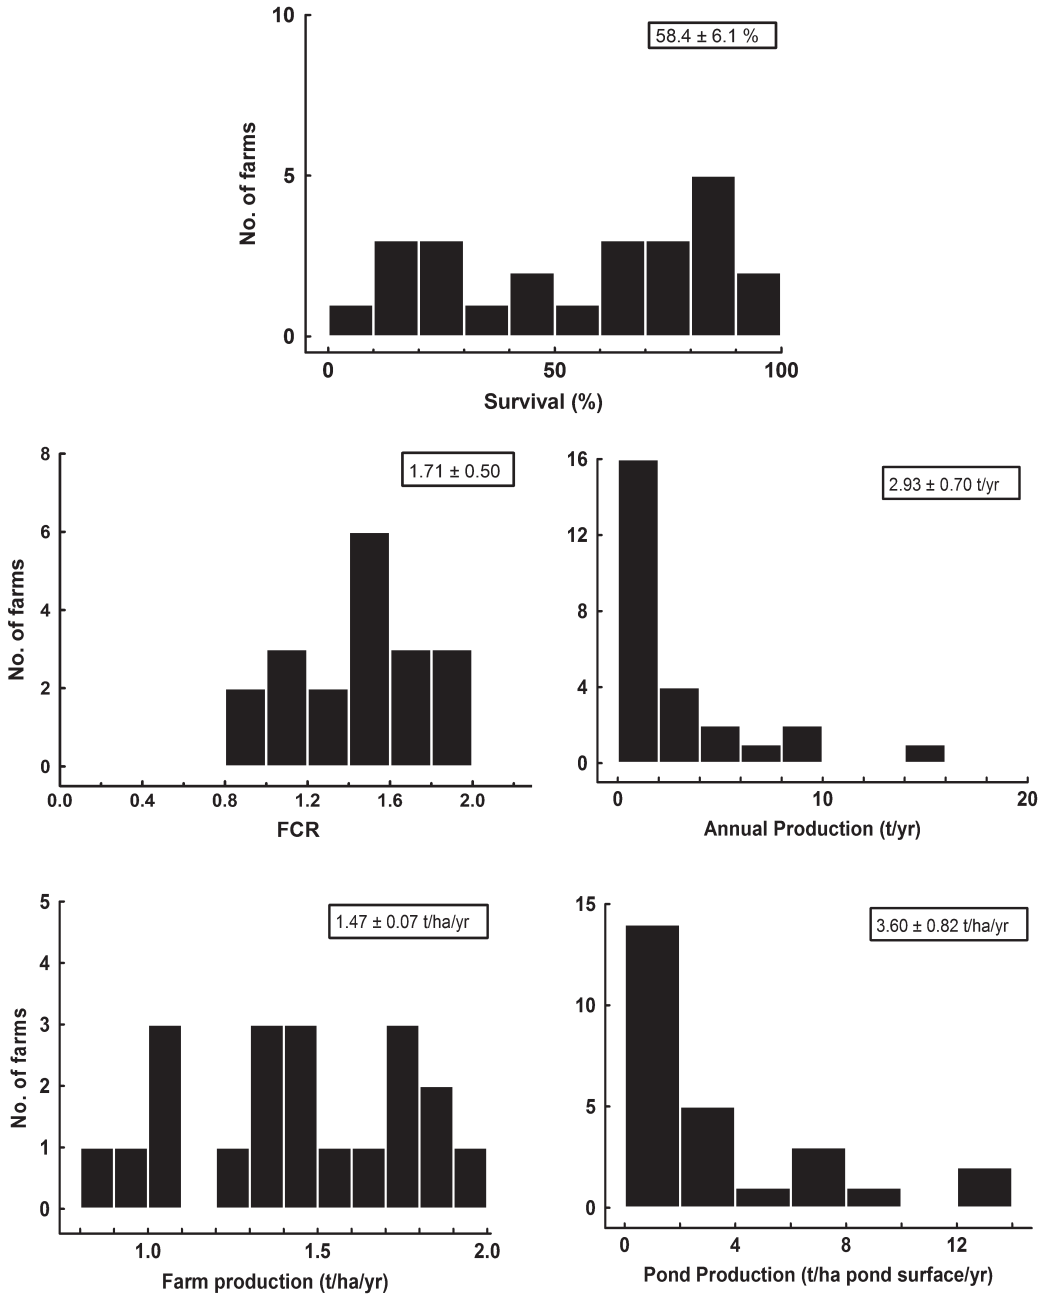 10
58.4 ± 6.1 %
5
0
No. of farms
0 50 100
Survival (%)
8
1.71 ± 0.50
6
4
2
0
No. of farms
0.0 0.4 0.8 1.2 1.6 2.0
FCR
16
2.93 ± 0.70 t/yr
12
8
4
0
0 10 20
Annual Production (t/yr)
5
1.47 ± 0.07 t/ha/yr
4
3
2
1
0
No. of farms
1.0 1.5 2.0
Farm production (t/ha/yr)
15
3.60 ± 0.82 t/ha/yr
10
5
0
0 4 8 12
Pond Production (t/ha pond surface/yr)